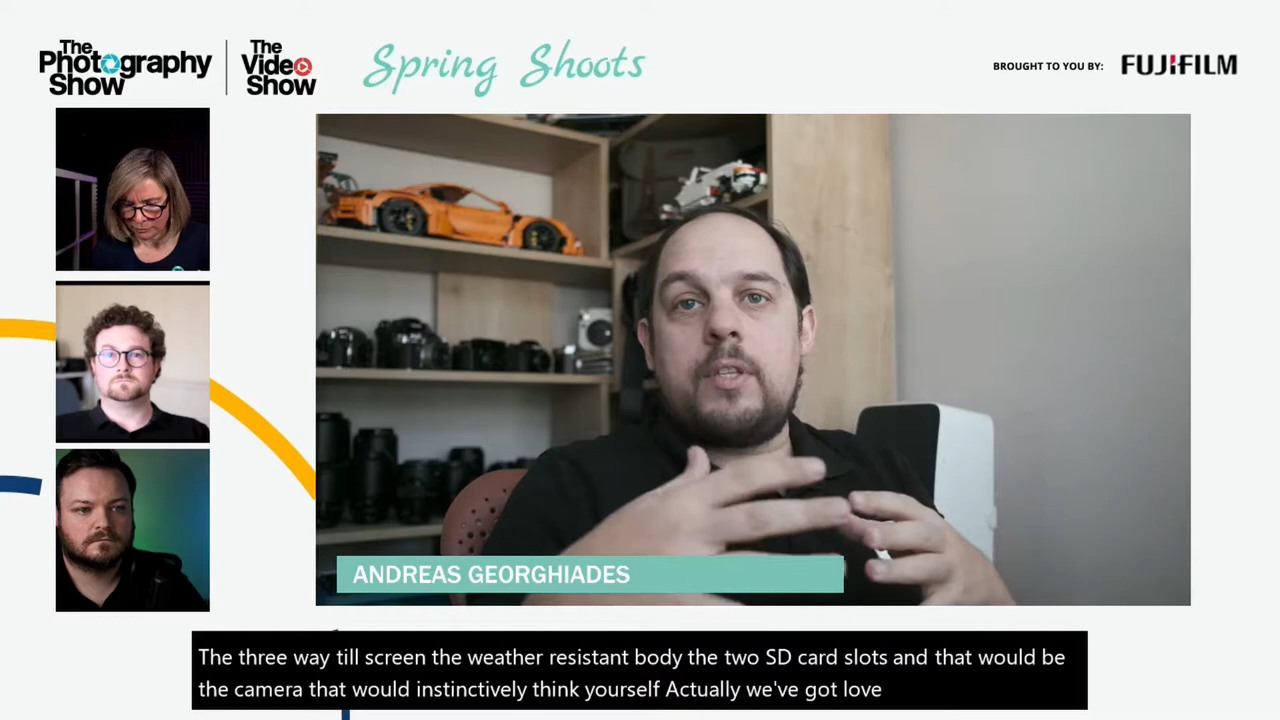 The
Photography
Show
The
Video
Show
Spring Shoots
BROUGHT TO YOU BY: FUJIFILM
ANDREAS GEORGHIADES
The three way till screen the weather resistant body the two SD card slots and that would be
the camera that would instinctively think yourself Actually we've got love